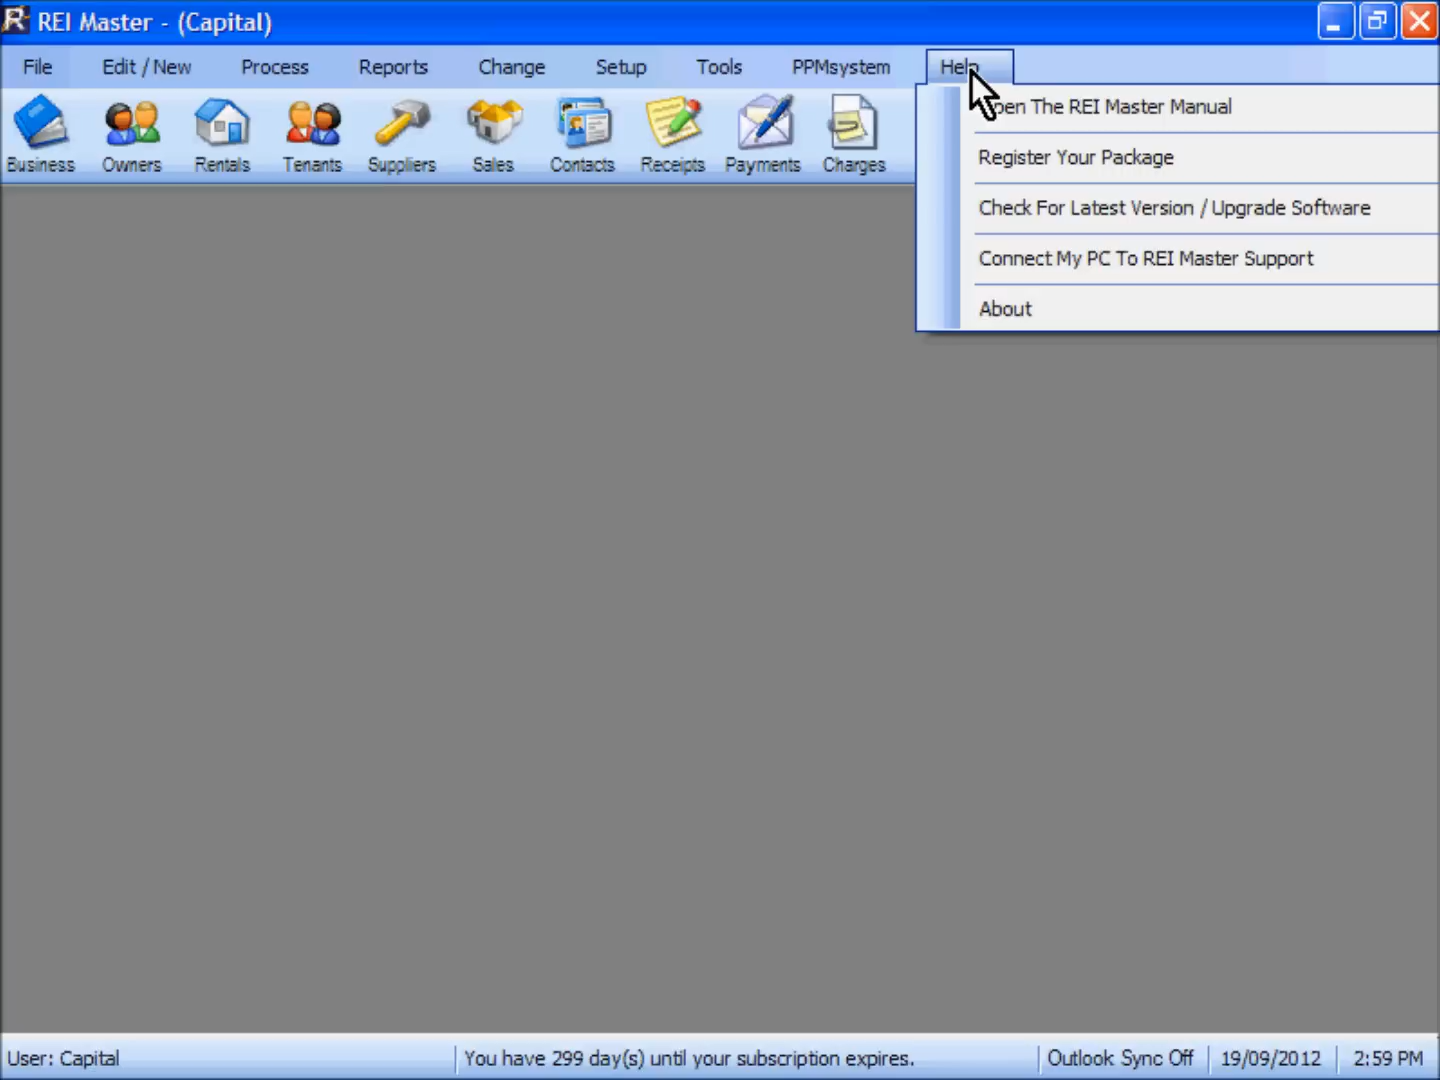 REI Master - (Capital)
File Edit / New Process Reports Change Setup Tools PPMsystem Help
Business Owners Rentals Tenants Suppliers Sales Contacts Receipts Payments Charges
Open The REI Master Manual
Register Your Package
Check For Latest Version / Upgrade Software
Connect My PC To REI Master Support
About
User: Capital You have 299 day(s) until your subscription expires. Outlook Sync Off 19/09/2012 2:59 PM